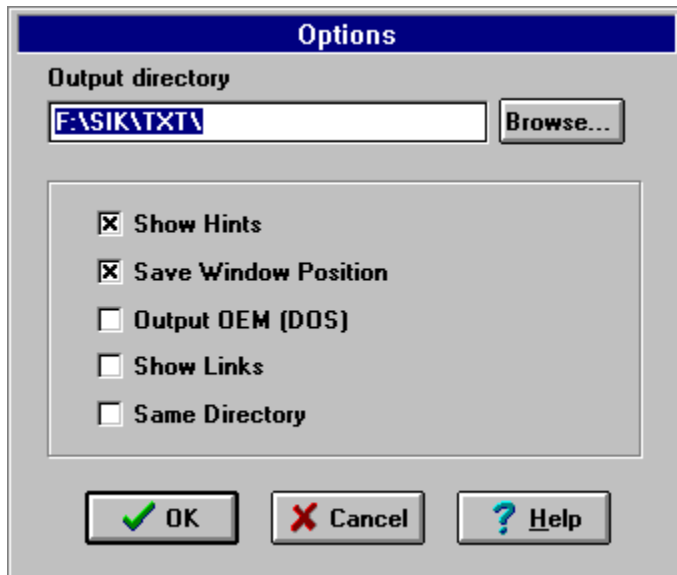 Options
Output directory
F:\SIK\TXT\
Browse...
Show Hints
Save Window Position
Output OEM (DOS)
Show Links
Same Directory
OK
Cancel
Help